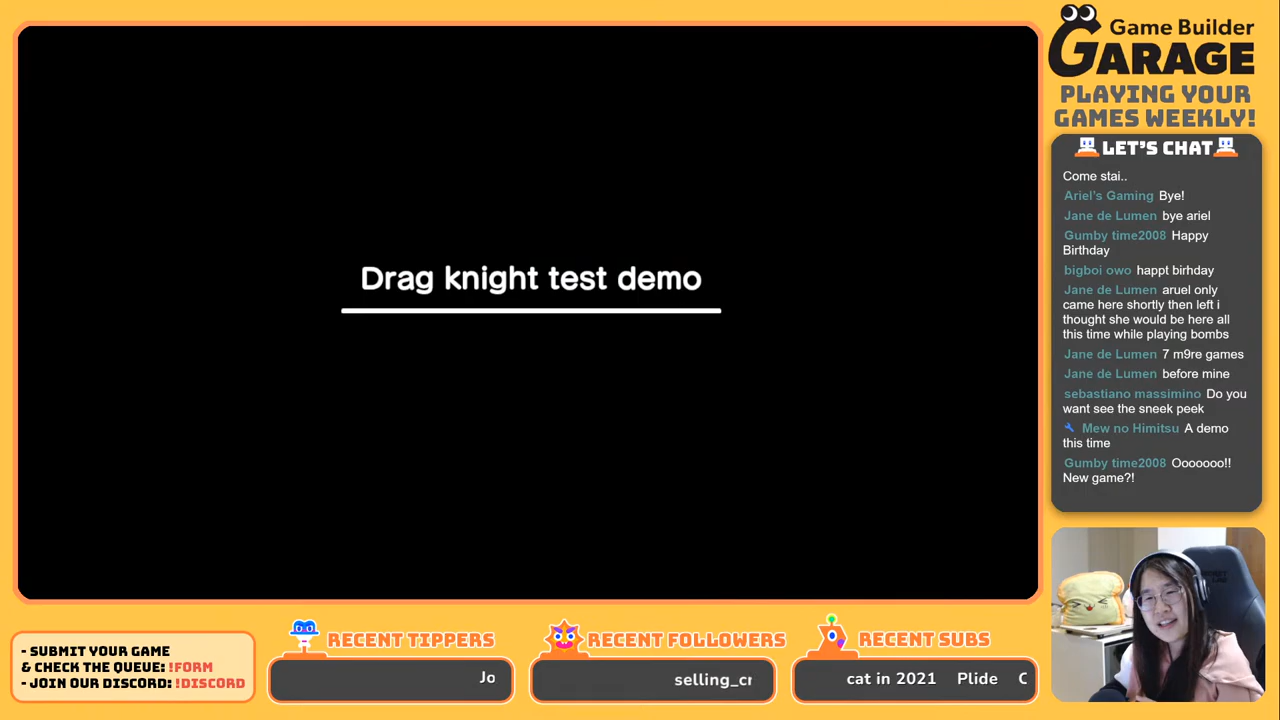 Drag knight test demo
Game Builder
GARAGE
PLAYING YOUR
GAMES WEEKLY!
LET'S CHAT
Come stai..
Ariel's Gaming Bye!
Jane de Lumen bye ariel
Gumby time2008 Happy
Birthday
bigboi owo happt birhday
Jane de Lumen aruel only
came here shortly then left i
thought she would be here all
this time while playing bombs
Jane de Lumen 7 m9re games
Jane de Lumen before mine
sebastiano massimino Do you
want see the sneek peek
Mew no Himitsu A demo
this time
Gumby time2008 Ooooooo!!
New game?!
- SUBMIT YOUR GAME
& CHECK THE QUEUE: !FORM
- JOIN OUR DISCORD: !DISCORD
RECENT TIPPERS
Jo
RECENT FOLLOWERS
selling_cr
RECENT SUBS
cat in 2021 Plide C